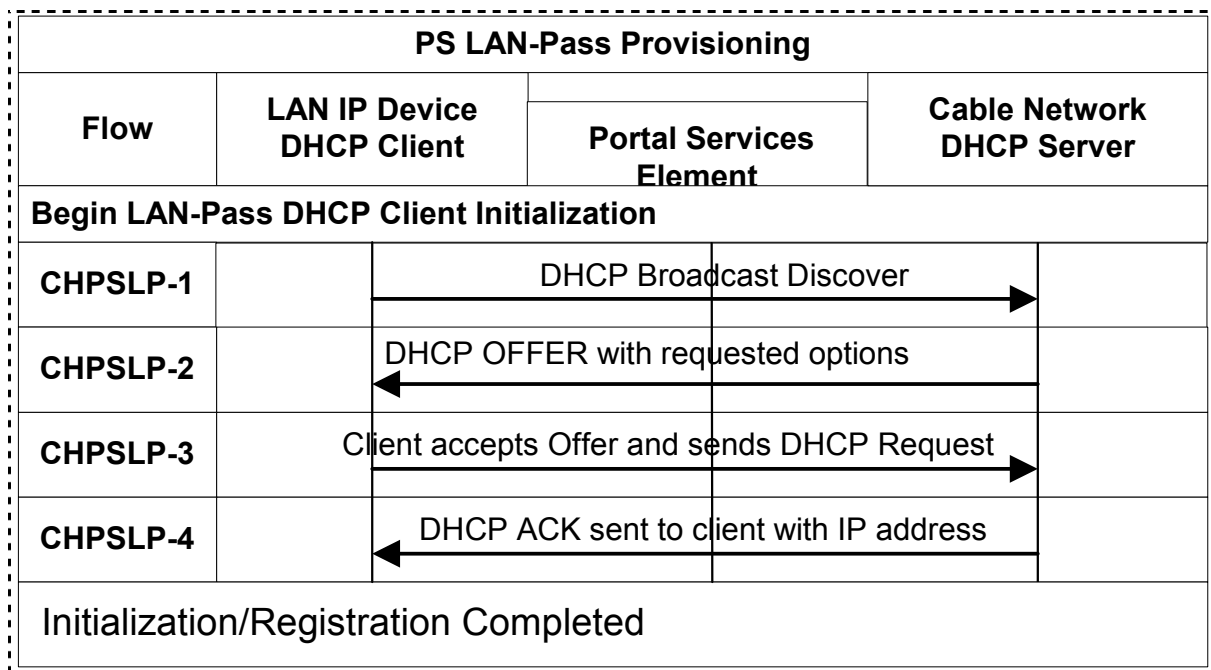 PS LAN-Pass Provisioning
Flow
LAN IP Device
DHCP Client
Portal Services
Element
Cable Network
DHCP Server
Begin LAN-Pass DHCP Client Initialization
CHPSLP-1
DHCP Broadcast Discover
CHPSLP-2
DHCP OFFER with requested options
CHPSLP-3
Client accepts Offer and sends DHCP Request
CHPSLP-4
DHCP ACK sent to client with IP address
Initialization/Registration Completed